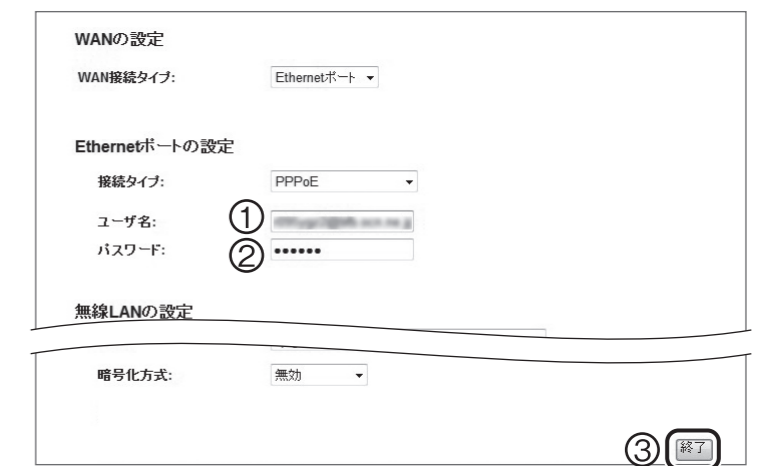 WANの設定
WAN接続タイプ: Ethernetポート
Ethernetポートの設定
接続タイプ: PPPoE
ユーザ名: ①
パスワード: ② ••••••
無線LANの設定
暗号化方式: 無効
③ 終了